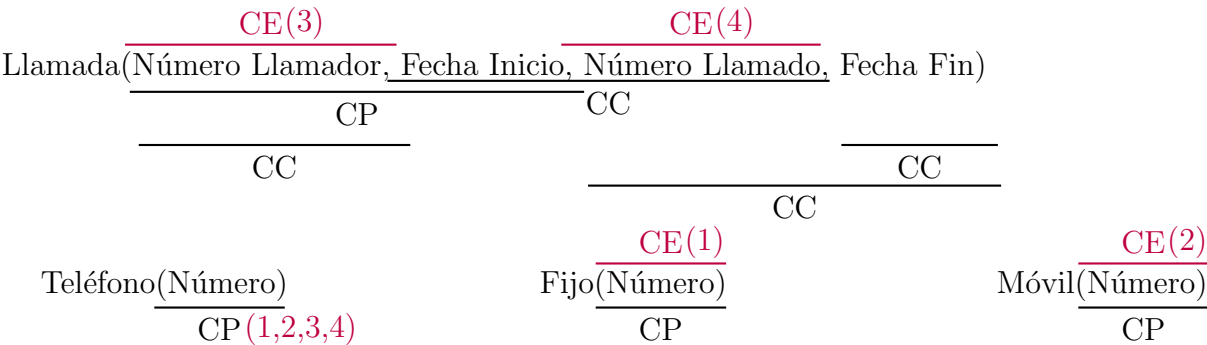 CE(3) CE(4)
Llamada(Número Llamador, Fecha Inicio, Número Llamado, Fecha Fin)
CP CC
CC CC
CC
CE(1) CE(2)
Teléfono(Número) Fijo(Número) Móvil(Número)
CP(1,2,3,4) CP CP